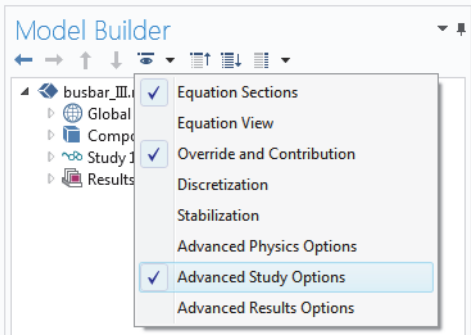 Model Builder
busbar_III.
Equation Sections
Global
Equation View
Compo
Study 1
Override and Contribution
Results
Discretization
Stabilization
Advanced Physics Options
Advanced Study Options
Advanced Results Options